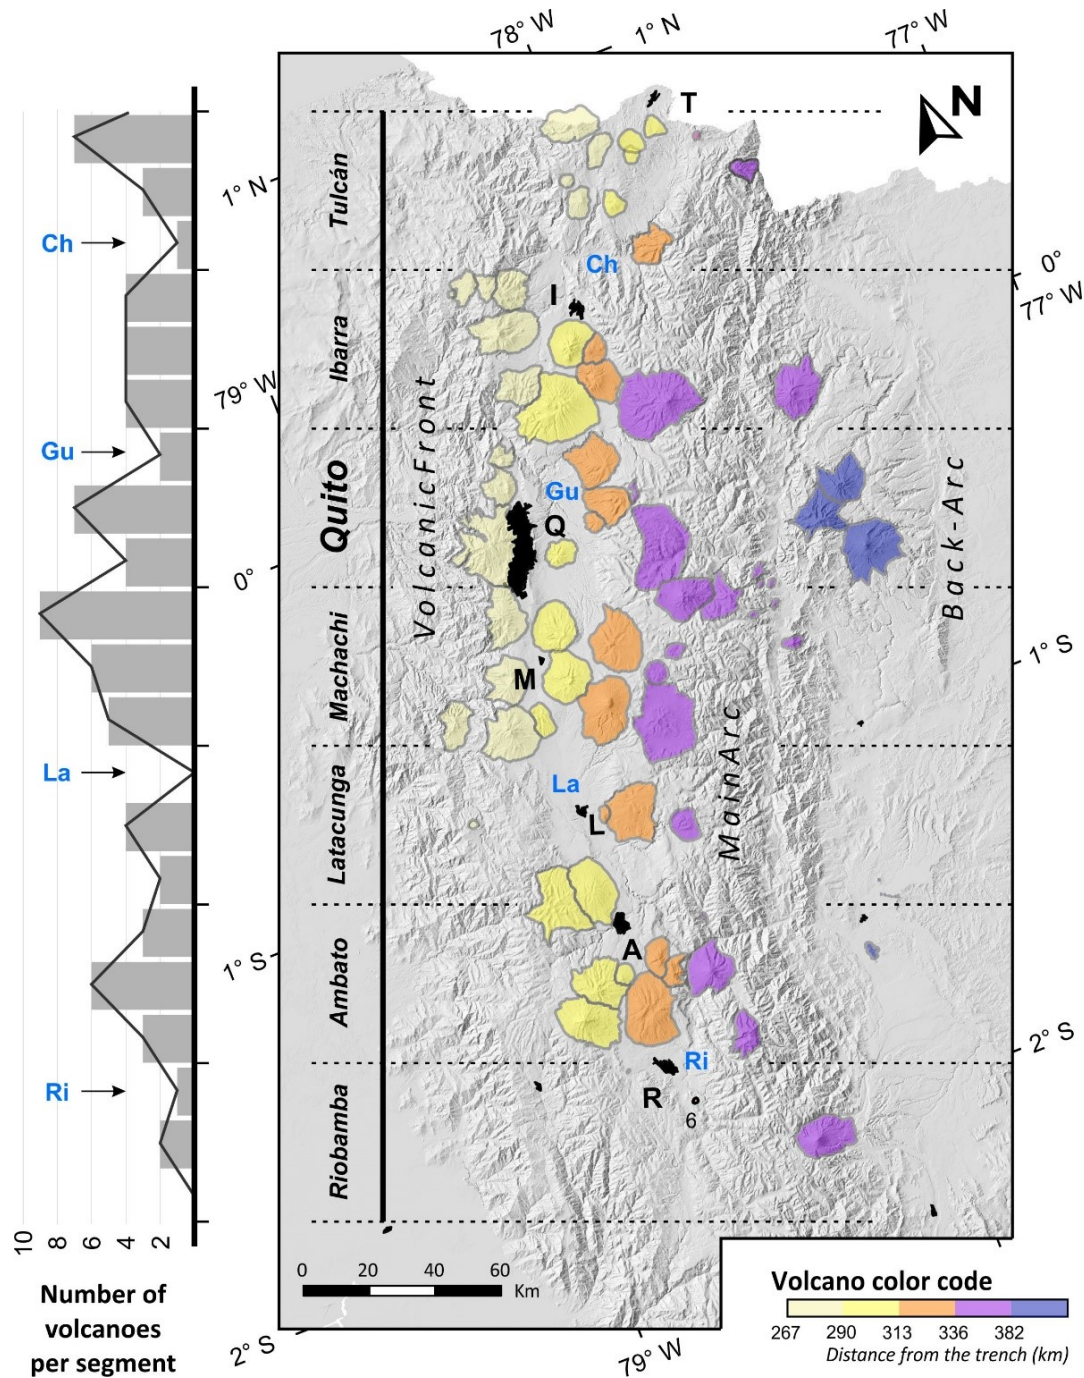 78° W
1° N
77° W
N
T
1° N
Tulcán
Ch
Ch
0°
77° W
I
Ibarra
79° W
Volcanic Front
Gu
Quito
Gu
Q
Back-Arc
0°
Machachi
M
1° S
Main Arc
La
La
L
Latacunga
A
Ambato
1° S
2° S
Ri
Ri
R
6
Riobamba
10 8 6 4 2
Number of
volcanoes
per segment
0 20 40 60 Km
2° S
79° W
Volcano color code
267 290 313 336 382
Distance from the trench (km)